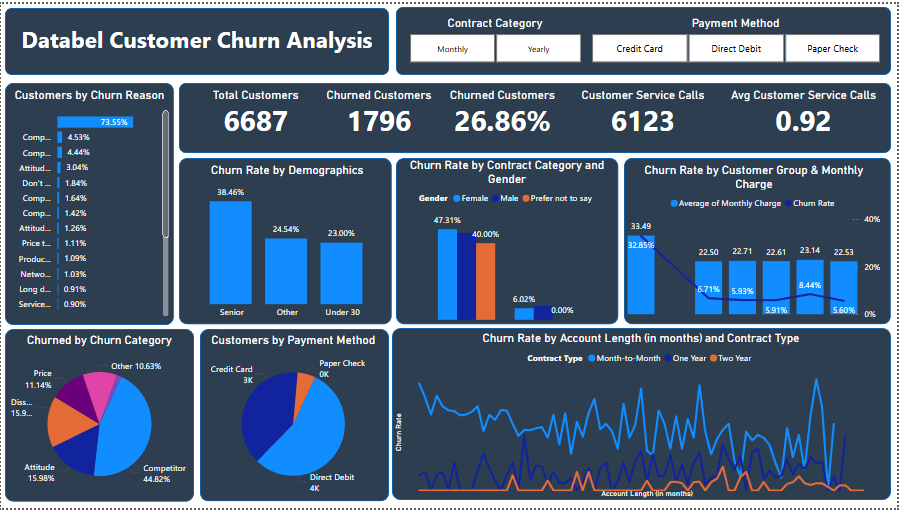 Databel Customer Churn Analysis
Contract Category
Monthly
Yearly
Payment Method
Credit Card
Direct Debit
Paper Check
Customers by Churn Reason
73.55%
Comp... 4.53%
Comp... 4.44%
Attitud... 3.04%
Don't ... 1.84%
Comp... 1.64%
Comp... 1.42%
Attitud... 1.26%
Price t... 1.11%
Produc... 1.09%
Netwo... 1.03%
Long d... 0.91%
Service... 0.90%
Total Customers
6687
Churned Customers
1796
Churned Customers
26.86%
Customer Service Calls
6123
Avg Customer Service Calls
0.92
Churn Rate by Demographics
38.46%
24.54%
23.00%
Senior
Other
Under 30
Churn Rate by Contract Category and
Gender
Gender Female Male Prefer not to say
47.31%
40.00%
6.02%
0.00%
Churn Rate by Customer Group & Monthly
Charge
Average of Monthly Charge Churn Rate
40%
20%
0%
33.49
22.50
22.71
22.61
23.14
22.53
32.85%
6.71%
5.93%
5.91%
8.44%
5.60%
Churned by Churn Category
Other 10.63%
Price
11.14%
Diss...
15.9...
Attitude
15.98%
Competitor
44.82%
Customers by Payment Method
Paper Check
0K
Credit Card
3K
Direct Debit
4K
Churn Rate by Account Length (in months) and Contract Type
Contract Type Month-to-Month One Year Two Year
Churn Rate
Account Length (in months)